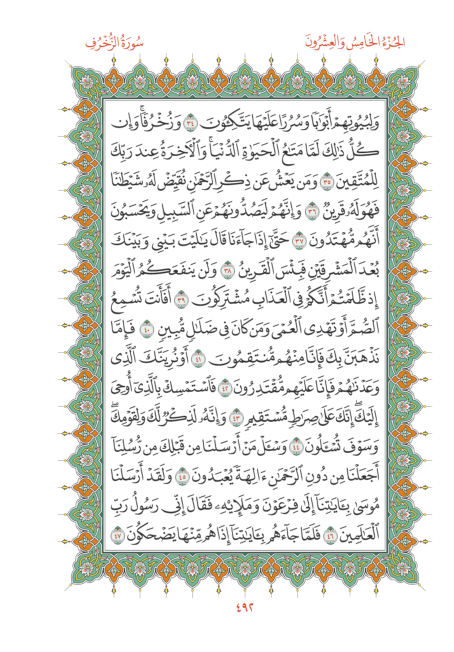 الجُزْءُ الخَامِسُ وَالعِشْرُونَ
سُورَةُ الزُّخْرُفِ
وَلِبُيُوتِهِمْ أَبْوَٰبًا وَسُرُرًا عَلَيْهَا يَتَّكِـُٔونَ ٣٤ وَزُخْرُفًا ۚ وَإِن
كُلُّ ذَٰلِكَ لَمَّا مَتَٰعُ ٱلْحَيَوٰةِ ٱلدُّنْيَا ۚ وَٱلْءَاخِرَةُ عِندَ رَبِّكَ
لِلْمُتَّقِينَ ٣٥ وَمَن يَعْشُ عَن ذِكْرِ ٱلرَّحْمَٰنِ نُقَيِّضْ لَهُۥ شَيْطَٰنًا
فَهُوَ لَهُۥ قَرِينٌ ٣٦ وَإِنَّهُمْ لَيَصُدُّونَهُمْ عَنِ ٱلسَّبِيلِ وَيَحْسَبُونَ
أَنَّهُم مُّهْتَدُونَ ٣٧ حَتَّىٰٓ إِذَا جَآءَنَا قَالَ يَٰلَيْتَ بَيْنِى وَبَيْنَكَ
بُعْدَ ٱلْمَشْرِقَيْنِ فَبِئْسَ ٱلْقَرِينُ ٣٨ وَلَن يَنفَعَكُمُ ٱلْيَوْمَ
إِذ ظَّلَمْتُمْ أَنَّكُمْ فِى ٱلْعَذَابِ مُشْتَرِكُونَ ٣٩ أَفَأَنتَ تُسْمِعُ
ٱلصُّمَّ أَوْ تَهْدِى ٱلْعُمْىَ وَمَن كَانَ فِى ضَلَٰلٍ مُّبِينٍ ٤٠ فَإِمَّا
نَذْهَبَنَّ بِكَ فَإِنَّا مِنْهُم مُّنتَقِمُونَ ٤١ أَوْ نُرِيَنَّكَ ٱلَّذِى
وَعَدْنَٰهُمْ فَإِنَّا عَلَيْهِم مُّقْتَدِرُونَ ٤٢ فَٱسْتَمْسِكْ بِٱلَّذِىٓ أُوحِىَ
إِلَيْكَ ۖ إِنَّكَ عَلَىٰ صِرَٰطٍ مُّسْتَقِيمٍ ٤٣ وَإِنَّهُۥ لَذِكْرٌ لَّكَ وَلِقَوْمِكَ ۖ
وَسَوْفَ تُسْـَٔلُونَ ٤٤ وَسْـَٔلْ مَنْ أَرْسَلْنَا مِن قَبْلِكَ مِن رُّسُلِنَآ
أَجَعَلْنَا مِن دُونِ ٱلرَّحْمَٰنِ ءَالِهَةً يُعْبَدُونَ ٤٥ وَلَقَدْ أَرْسَلْنَا
مُوسَىٰ بِـَٔايَٰتِنَآ إِلَىٰ فِرْعَوْنَ وَمَلَإِي۟هِۦ فَقَالَ إِنِّى رَسُولُ رَبِّ
ٱلْعَٰلَمِينَ ٤٦ فَلَمَّا جَآءَهُم بِـَٔايَٰتِنَآ إِذَا هُم مِّنْهَا يَضْحَكُونَ ٤٧
٤٩٢